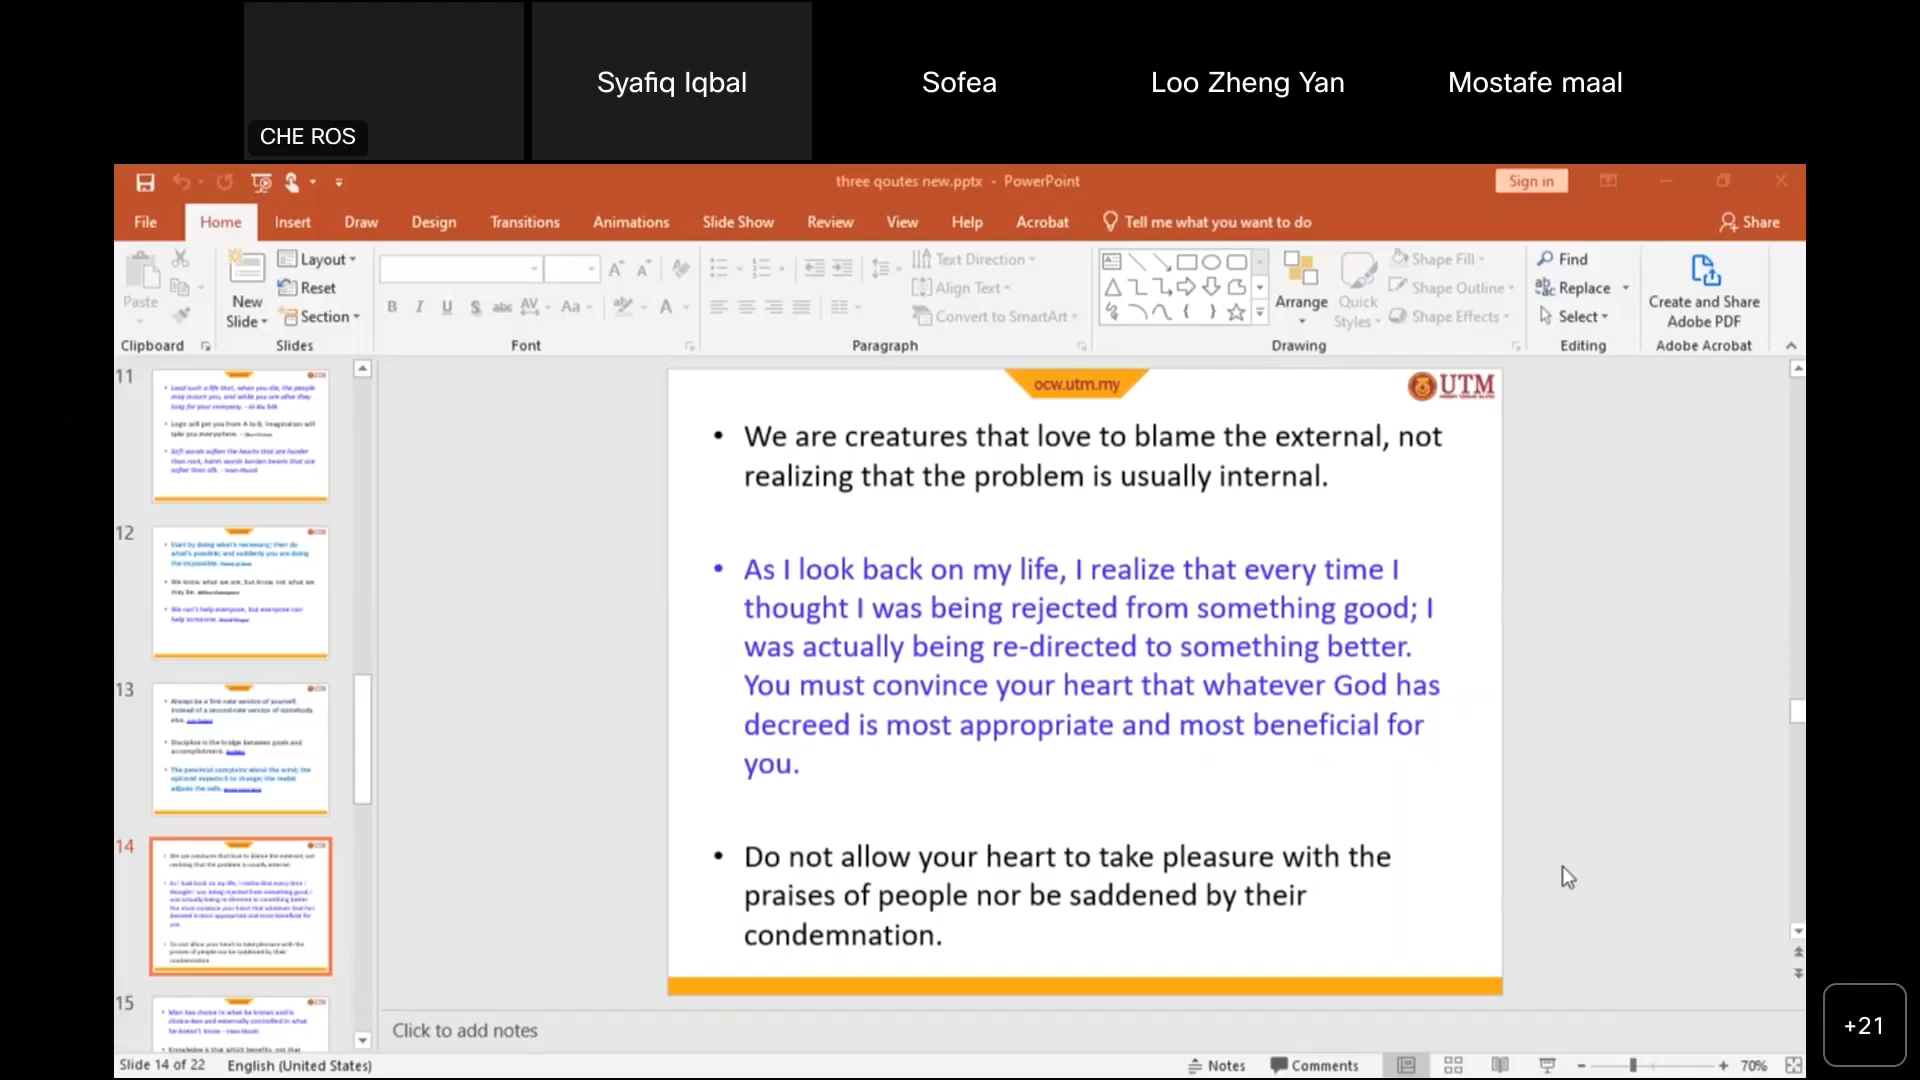 Syafiq Iqbal
Sofea
Loo Zheng Yan
Mostafe maal
CHE ROS
three qoutes new.pptx - PowerPoint
Sign in
File Home Insert Draw Design Transitions Animations Slide Show Review View Help Acrobat Tell me what you want to do
Share
Paste
New
Slide
Layout
Reset
Section
Text Direction
Align Text
Convert to SmartArt
Arrange
Quick
Styles
Shape Fill
Shape Outline
Shape Effects
Find
Replace
Select
Create and Share
Adobe PDF
Clipboard
Slides
Font
Paragraph
Drawing
Editing
Adobe Acrobat
11
12
13
14
15
ocw.utm.my
UTM
• We are creatures that love to blame the external, not
realizing that the problem is usually internal.
• As I look back on my life, I realize that every time I
thought I was being rejected from something good; I
was actually being re-directed to something better.
You must convince your heart that whatever God has
decreed is most appropriate and most beneficial for
you.
• Do not allow your heart to take pleasure with the
praises of people nor be saddened by their
condemnation.
Click to add notes
+21
Slide 14 of 22
English (United States)
Notes
Comments
70%